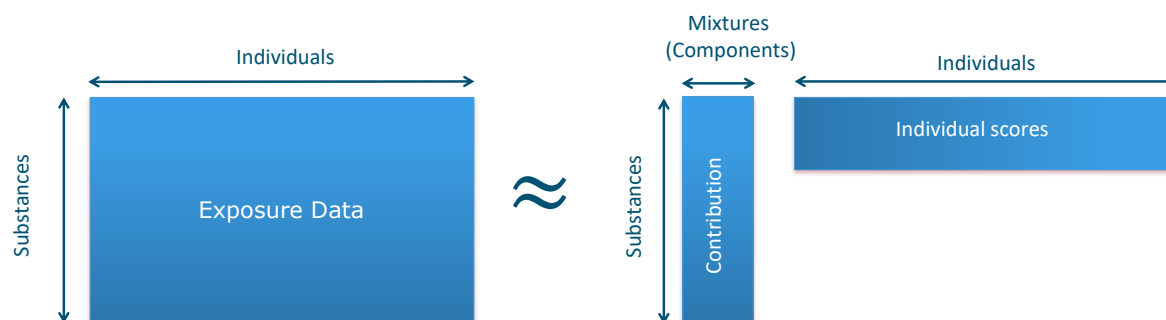 Individuals
Substances
Exposure Data
≈
Mixtures
(Components)
Substances
Contribution
Individuals
Individual scores